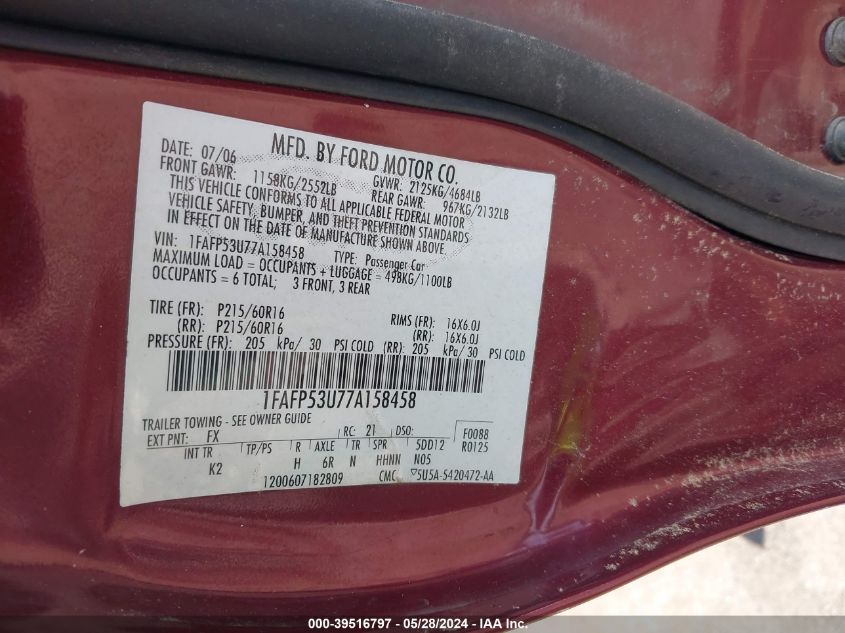 MFD. BY FORD MOTOR CO.
DATE: 07/06 GVWR: 2125KG/4684LB
FRONT GAWR: 1158KG/2552LB REAR GAWR: 967KG/2132LB
THIS VEHICLE CONFORMS TO ALL APPLICABLE FEDERAL MOTOR
VEHICLE SAFETY, BUMPER, AND THEFT PREVENTION STANDARDS
IN EFFECT ON THE DATE OF MANUFACTURE SHOWN ABOVE.
VIN: 1FAFP53U77A158458 TYPE: Passenger Car
MAXIMUM LOAD = OCCUPANTS + LUGGAGE = 498KG/1100LB
OCCUPANTS = 6 TOTAL; 3 FRONT, 3 REAR
TIRE (FR): P215/60R16 RIMS (FR): 16X6.0J
(RR): P215/60R16 (RR): 16X6.0J
PRESSURE (FR): 205 kPa/ 30 PSI COLD (RR): 205 kPa/ 30 PSI COLD
1FAFP53U77A158458
TRAILER TOWING - SEE OWNER GUIDE
EXT PNT: FX RC: 21 DSO: F0088
INT TR TP/PS R AXLE TR SPR 5DD12 R0125
K2 H 6R N HHNN N05
1200607182809 CMC ▽5U5A-5420472-AA
000-39516797 - 05/28/2024 - IAA Inc.